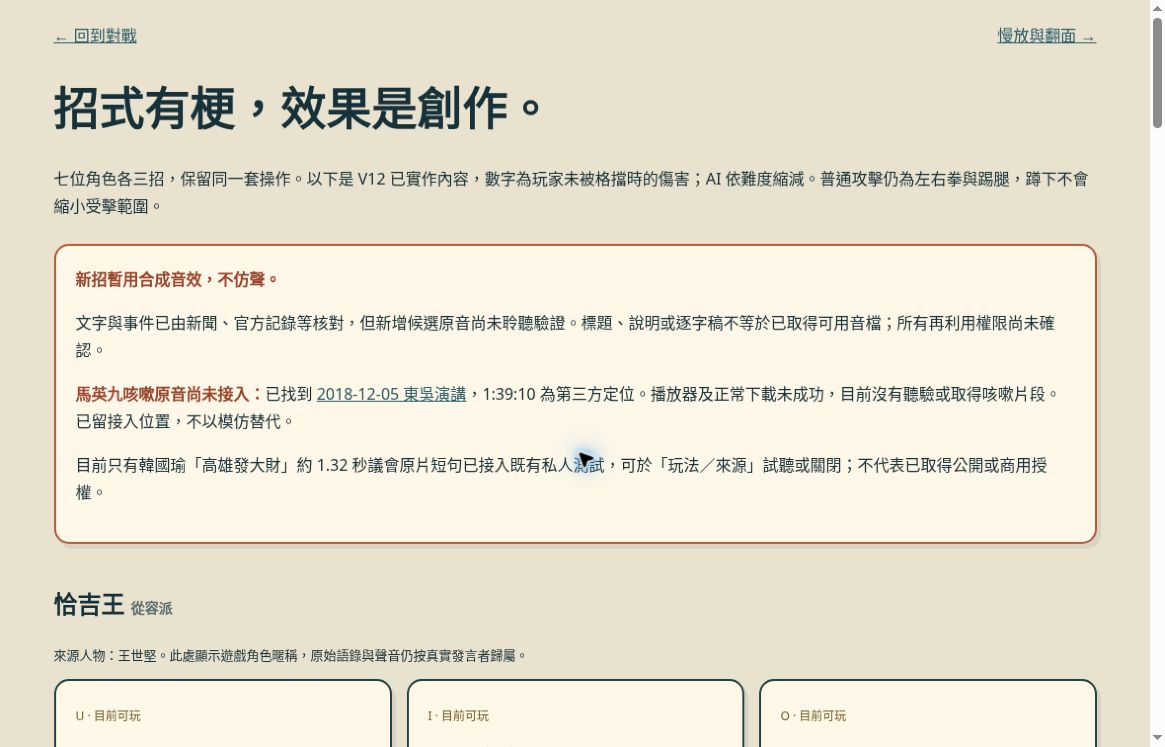 ← 回到對戰
慢放與翻面 →
招式有梗，效果是創作。
七位角色各三招，保留同一套操作。以下是 V12 已實作內容，數字為玩家未被格擋時的傷害；AI 依難度縮減。普通攻擊仍為左右拳與踢腿，蹲下不會
縮小受擊範圍。
新招暫用合成音效，不仿聲。
文字與事件已由新聞、官方記錄等核對，但新增候選原音尚未聆聽驗證。標題、說明或逐字稿不等於已取得可用音檔；所有再利用權限尚未確
認。
馬英九咳嗽原音尚未接入：已找到 2018-12-05 東吳演講，1:39:10 為第三方定位。播放器及正常下載未成功，目前沒有聽驗或取得咳嗽片段。
已留接入位置，不以模仿替代。
目前只有韓國瑜「高雄發大財」約 1.32 秒議會原片短句已接入既有私人測試，可於「玩法／來源」試聽或關閉；不代表已取得公開或商用授
權。
恰吉王 從容派
來源人物：王世堅。此處顯示遊戲角色暱稱，原始語錄與聲音仍按真實發言者歸屬。
U · 目前可玩
I · 目前可玩
O · 目前可玩